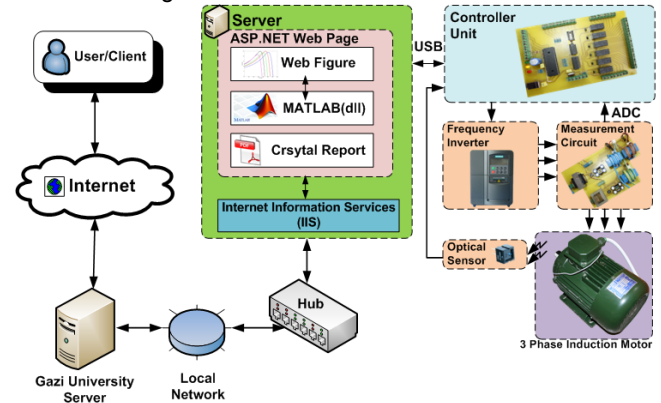 Server
ASP.NET Web Page
Web Figure
MATLAB(dll)
Crsytal Report
PDF
Internet Information Services
(IIS)
User/Client
Internet
Gazi University
Server
Local
Network
Hub
USB
Controller
Unit
ADC
Frequency
Inverter
Measurement
Circuit
Optical
Sensor
3 Phase Induction Motor